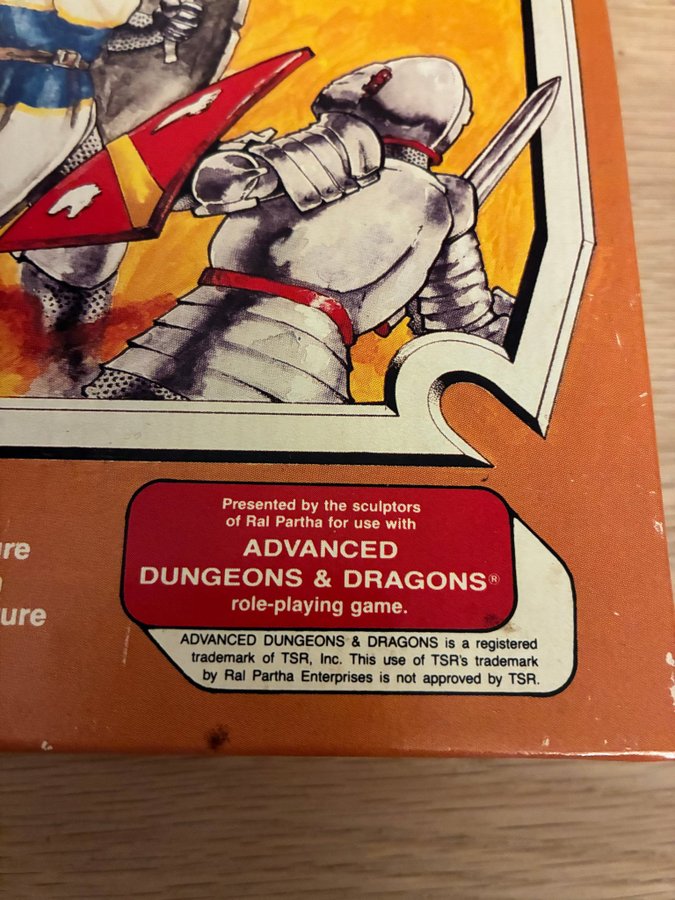 Presented by the sculptors
of Ral Partha for use with
ADVANCED
DUNGEONS & DRAGONS®
role-playing game.
ADVANCED DUNGEONS & DRAGONS is a registered
trademark of TSR, Inc. This use of TSR's trademark
by Ral Partha Enterprises is not approved by TSR.